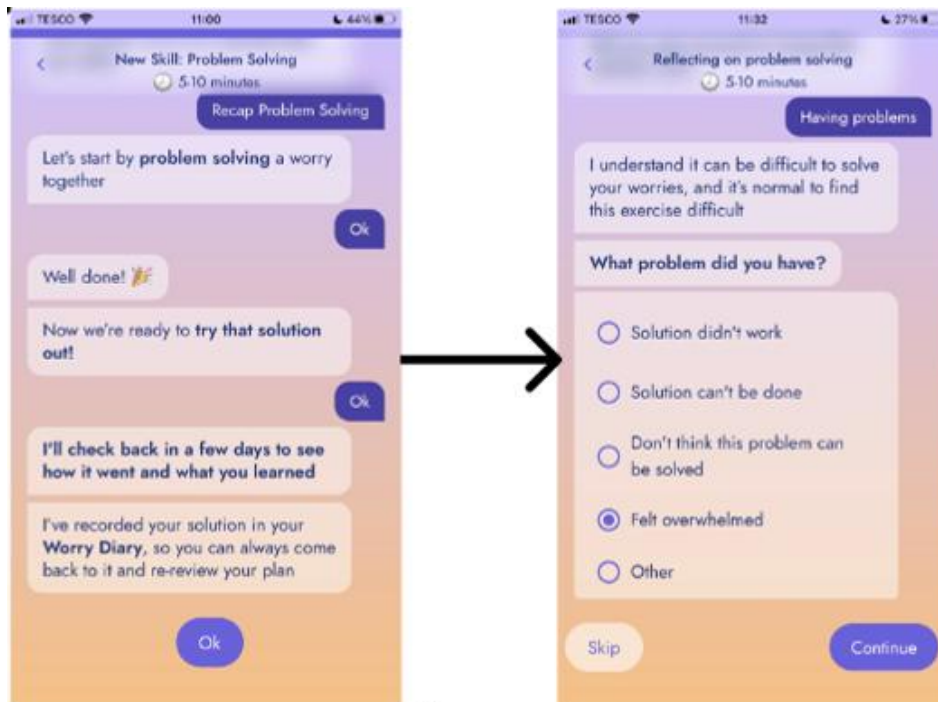 TESCO 11:00 44%
New Skill: Problem Solving
5-10 minutes
Recap Problem Solving
Let's start by problem solving a worry
together
Ok
Well done!
Now we're ready to try that solution
out!
Ok
I'll check back in a few days to see
how it went and what you learned
I've recorded your solution in your
Worry Diary, so you can always come
back to it and re-review your plan
Ok
TESCO 11:32 27%
Reflecting on problem solving
5-10 minutes
Having problems
I understand it can be difficult to solve
your worries, and it's normal to find
this exercise difficult
What problem did you have?
Solution didn't work
Solution can't be done
Don't think this problem can
be solved
Felt overwhelmed
Other
Skip
Continue